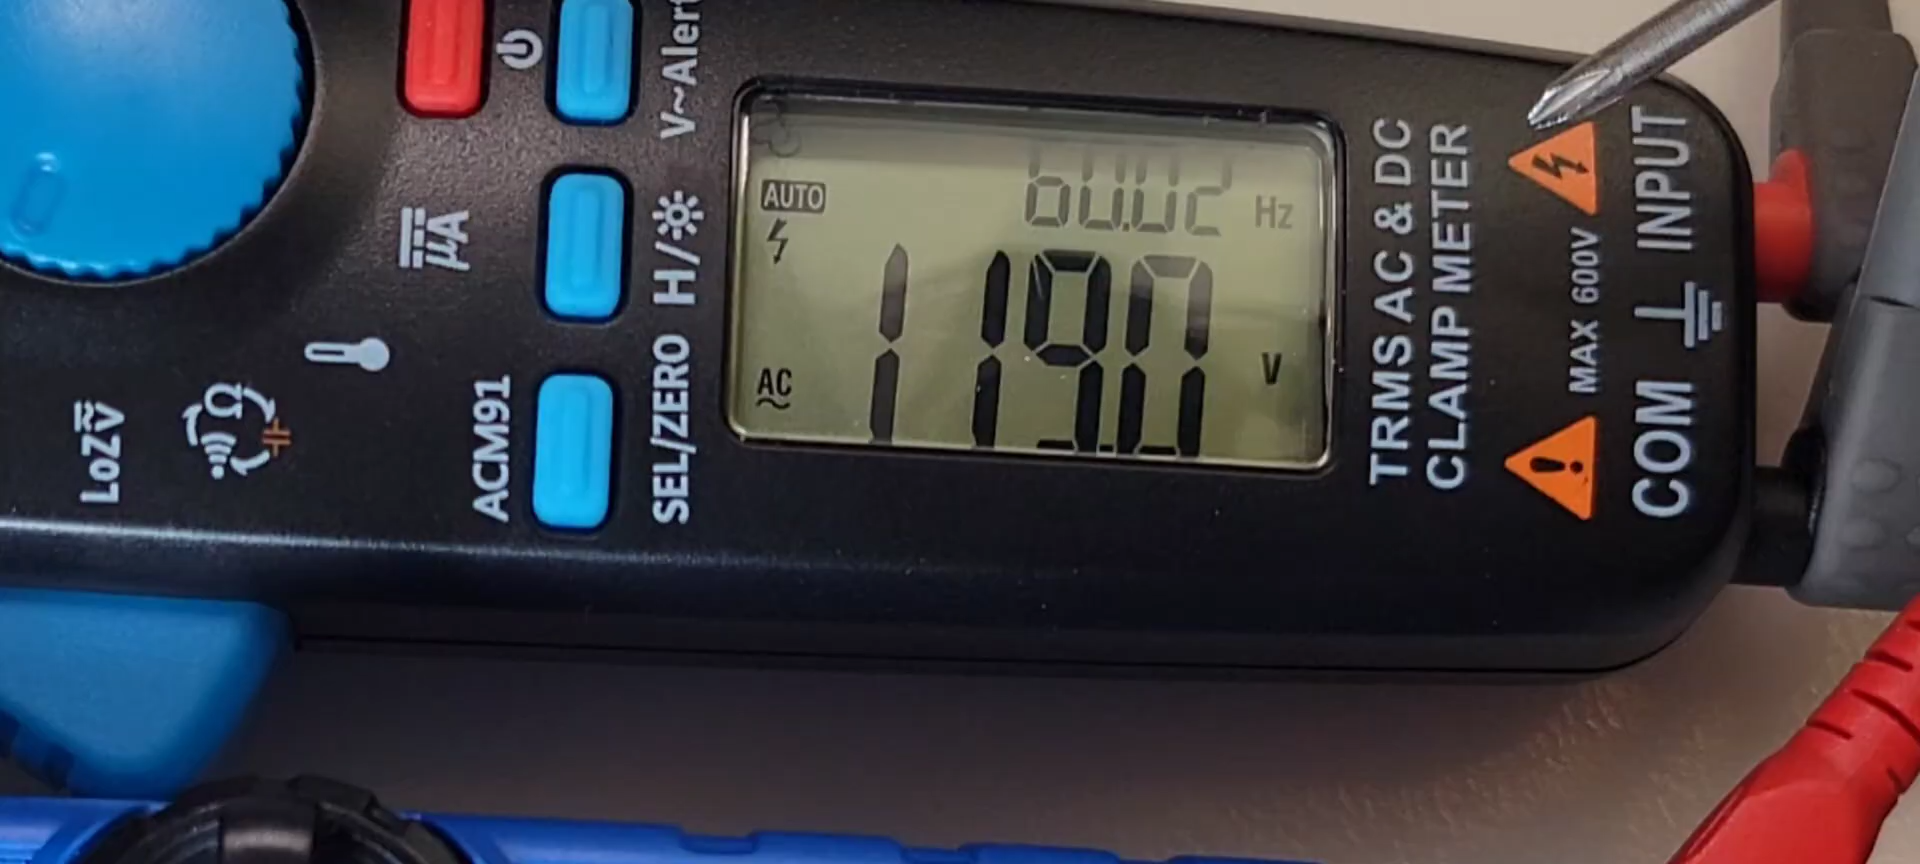 V~Alert
H/
SEL/ZERO
μA
ACM91
LoZV
Ω
AUTO
60.02 Hz
AC
119.0 V
TRMS AC & DC
CLAMP METER
MAX 600V
INPUT
COM